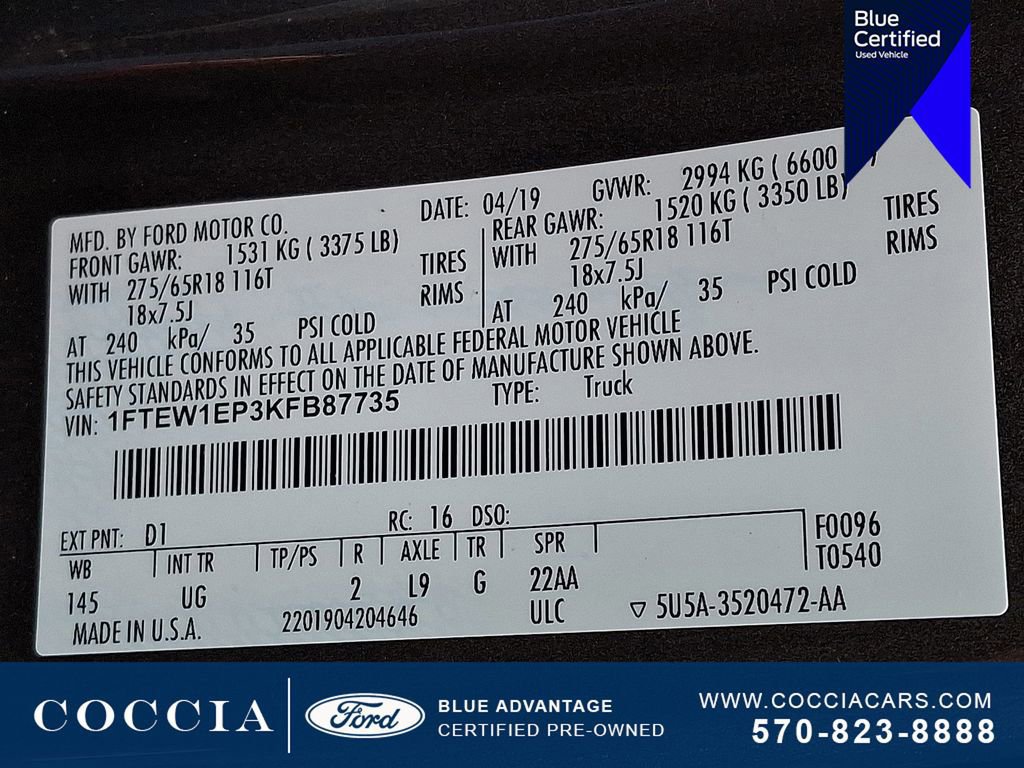 Blue
Certified
Used Vehicle
MFD. BY FORD MOTOR CO.
DATE: 04/19
GVWR: 2994 KG ( 6600
FRONT GAWR: 1531 KG ( 3375 LB)
REAR GAWR: 1520 KG ( 3350 LB)
WITH 275/65R18 116T TIRES
WITH 275/65R18 116T TIRES
18x7.5J RIMS
18x7.5J RIMS
AT 240 kPa/ 35 PSI COLD
AT 240 kPa/ 35 PSI COLD
THIS VEHICLE CONFORMS TO ALL APPLICABLE FEDERAL MOTOR VEHICLE
SAFETY STANDARDS IN EFFECT ON THE DATE OF MANUFACTURE SHOWN ABOVE.
VIN: 1FTEW1EP3KFB87735
TYPE: Truck
EXT PNT: D1 RC: 16 DSO:
F0096
T0540
WB INT TR TP/PS R AXLE TR SPR
145 UG 2 L9 G 22AA
MADE IN U.S.A. 2201904204646 ULC ▽ 5U5A-3520472-AA
COCCIA
Ford
BLUE ADVANTAGE
CERTIFIED PRE-OWNED
WWW.COCCIACARS.COM
570-823-8888